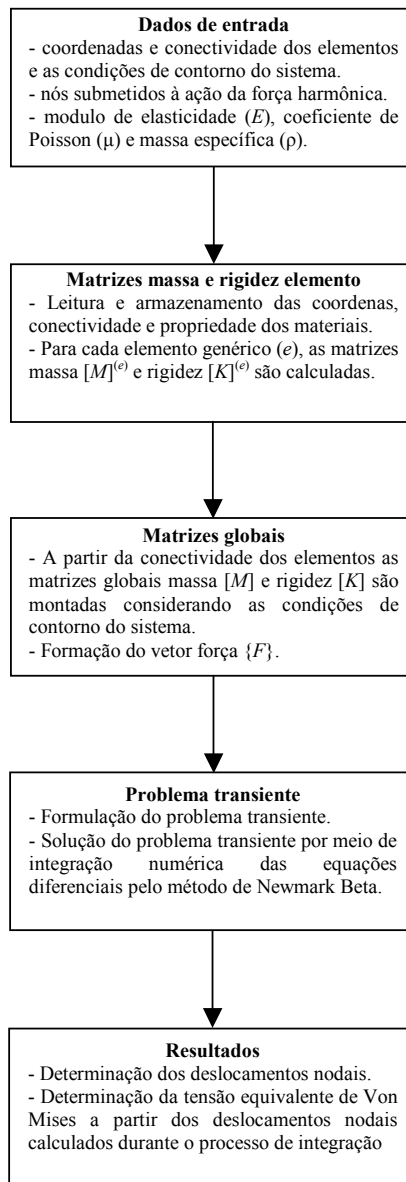 Dados de entrada
- coordenadas e conectividade dos elementos
e as condições de contorno do sistema.
- nós submetidos à ação da força harmônica.
- modulo de elasticidade (E), coeficiente de
Poisson (μ) e massa específica (ρ).
Matrizes massa e rigidez elemento
- Leitura e armazenamento das coordenas,
conectividade e propriedade dos materiais.
- Para cada elemento genérico (e), as matrizes
massa [M]⁽ᵉ⁾ e rigidez [K]⁽ᵉ⁾ são calculadas.
Matrizes globais
- A partir da conectividade dos elementos as
matrizes globais massa [M] e rigidez [K] são
montadas considerando as condições de
contorno do sistema.
- Formação do vetor força {F}.
Problema transiente
- Formulação do problema transiente.
- Solução do problema transiente por meio de
integração numérica das equações
diferenciais pelo método de Newmark Beta.
Resultados
- Determinação dos deslocamentos nodais.
- Determinação da tensão equivalente de Von
Mises a partir dos deslocamentos nodais
calculados durante o processo de integração